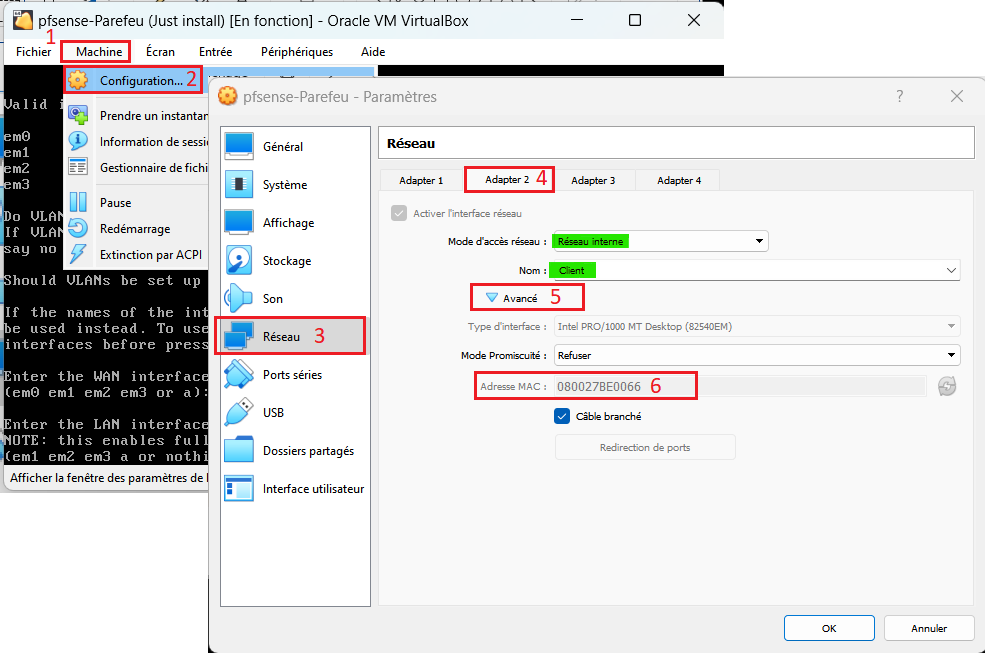 pfsense-Parefeu (Just install) [En fonction] - Oracle VM VirtualBox
1
Fichier Machine Écran Entrée Périphériques Aide
Configuration... 2
Prendre un instantan
Information de sessi
Gestionnaire de fichi
Pause
Redémarrage
Extinction par ACPI
Valid i
em0
em1
em2
em3
Do VLAN
If VLAN
say no
Should VLANs be set up
If the names of the int
be used instead. To use
interfaces before press
Enter the WAN interface
(em0 em1 em2 em3 or a):
Enter the LAN interface
NOTE: this enables full
(em1 em2 em3 a or nothi
Afficher la fenêtre des paramètres de l
pfsense-Parefeu - Paramètres ?
Général
Système
Affichage
Stockage
Son
Réseau 3
Ports séries
USB
Dossiers partagés
Interface utilisateur
Réseau
Adapter 1 Adapter 2 4 Adapter 3 Adapter 4
Activer l'interface réseau
Mode d'accès réseau : Réseau interne
Nom : Client
Avancé 5
Type d'interface : Intel PRO/1000 MT Desktop (82540EM)
Mode Promiscuité : Refuser
Adresse MAC : 080027BE0066 6
Câble branché
Redirection de ports
OK Annuler